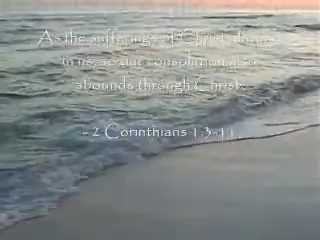 As the sufferings of Christ abound
in us, so our consolation also
abounds through Christ.
- 2 Corinthians 1:3-11